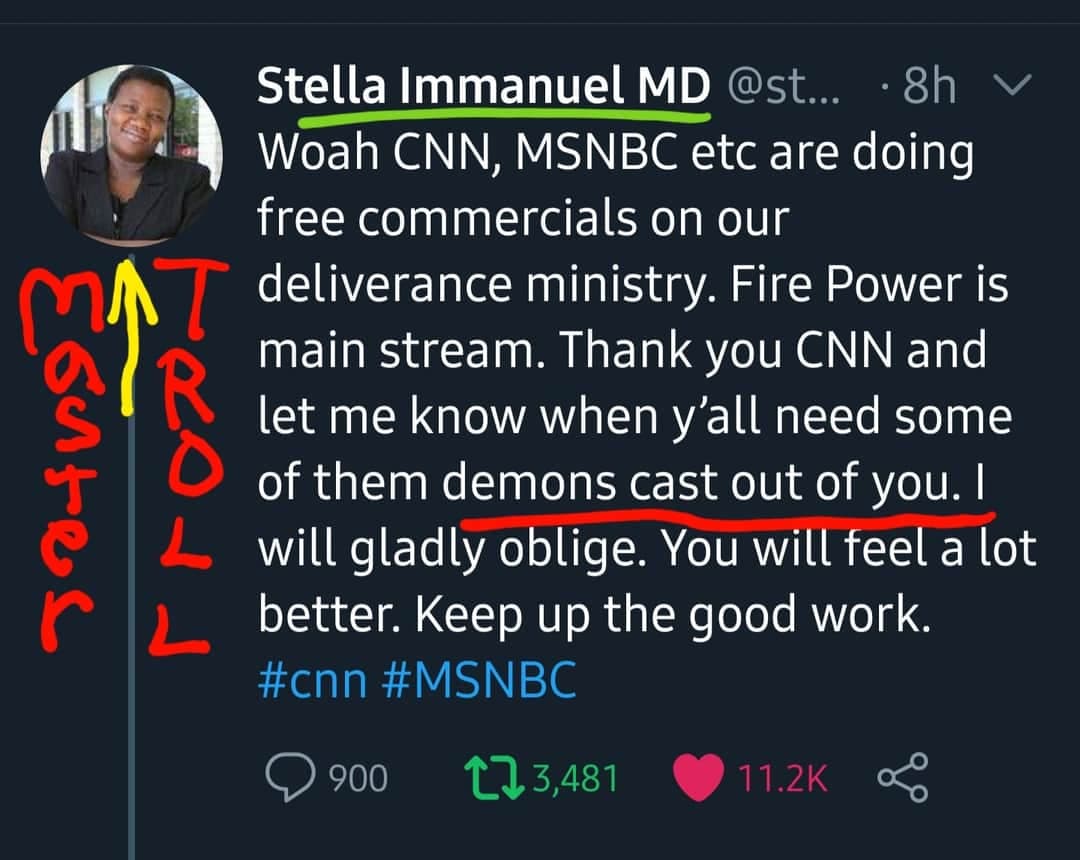 Stella Immanuel MD @st... · 8h
Woah CNN, MSNBC etc are doing
free commercials on our
deliverance ministry. Fire Power is
main stream. Thank you CNN and
let me know when y'all need some
of them demons cast out of you. I
will gladly oblige. You will feel a lot
better. Keep up the good work.
#cnn #MSNBC
900 3,481 11.2K
Master
TROLL